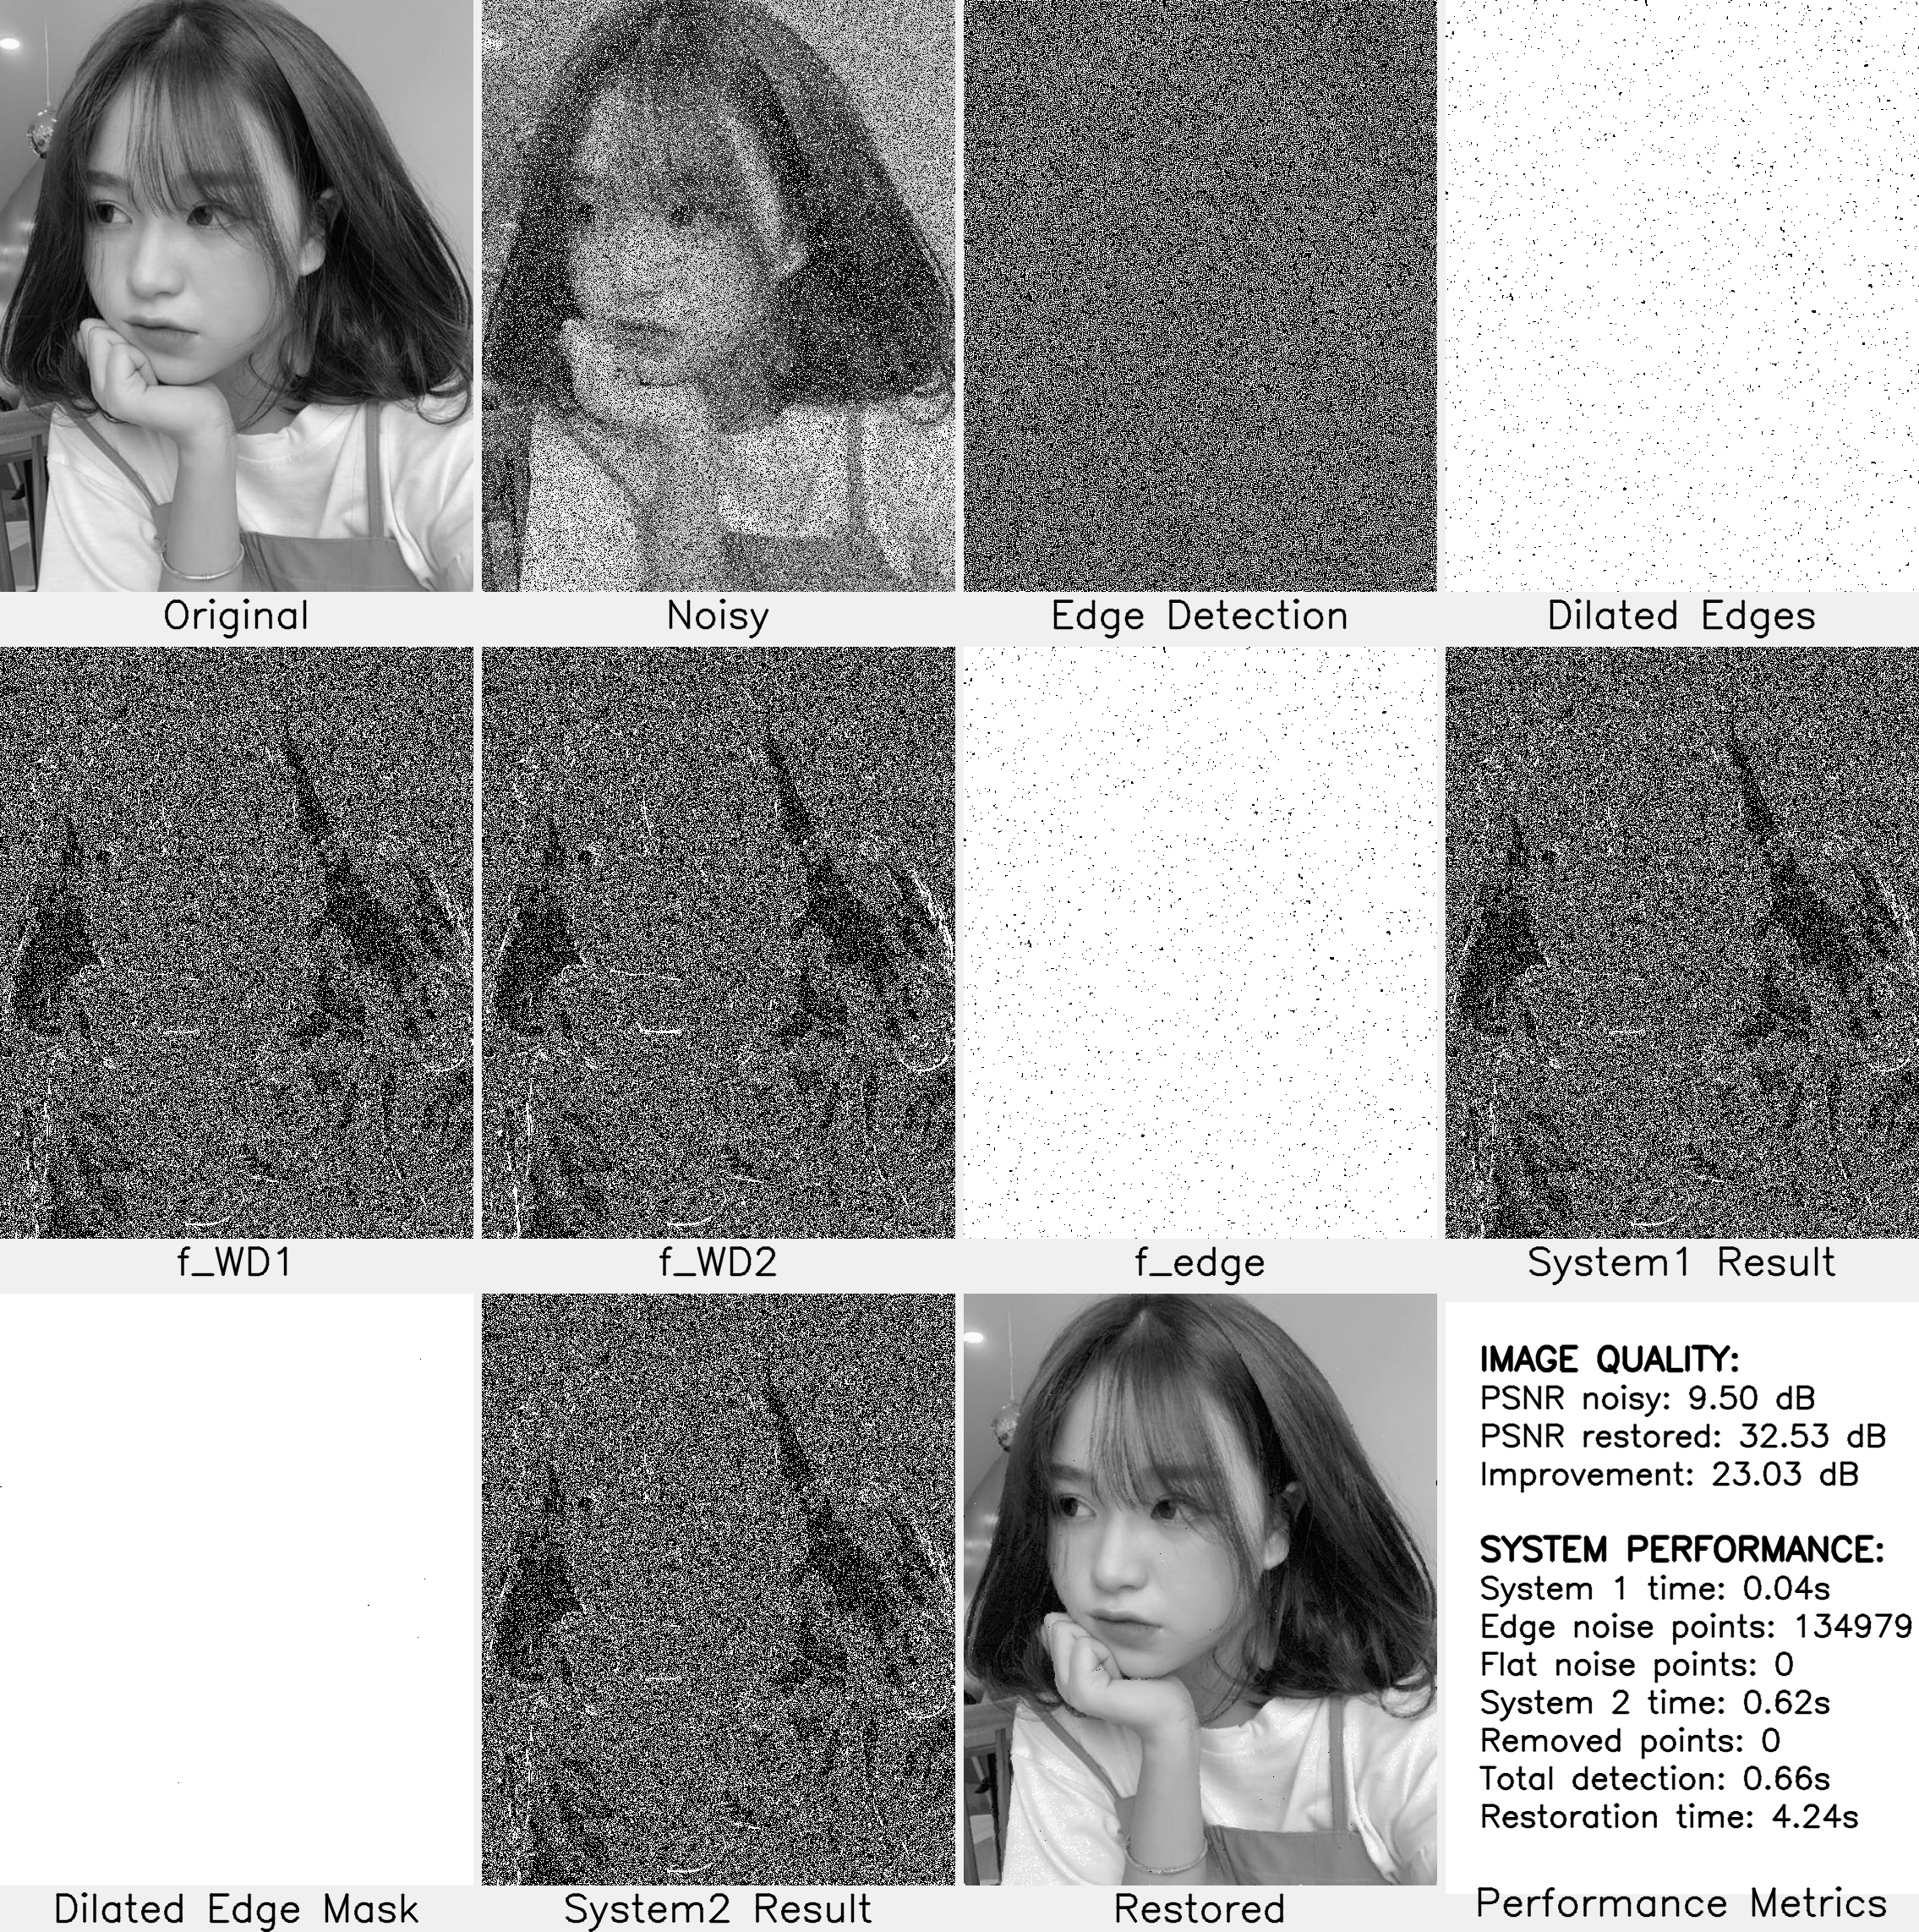 Original
Noisy
Edge Detection
Dilated Edges
f_WD1
f_WD2
f_edge
System1 Result
IMAGE QUALITY:
PSNR noisy: 9.50 dB
PSNR restored: 32.53 dB
Improvement: 23.03 dB
SYSTEM PERFORMANCE:
System 1 time: 0.04s
Edge noise points: 134979
Flat noise points: 0
System 2 time: 0.62s
Removed points: 0
Total detection: 0.66s
Restoration time: 4.24s
Dilated Edge Mask
System2 Result
Restored
Performance Metrics